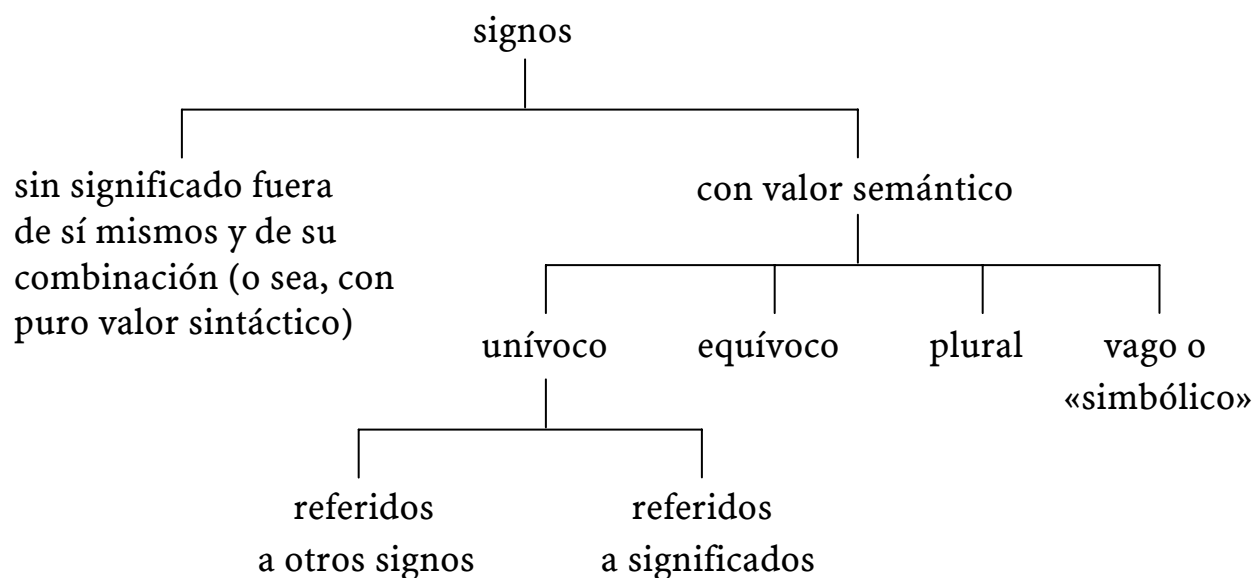 signos
sin significado fuera
de sí mismos y de su
combinación (o sea, con
puro valor sintáctico)
con valor semántico
unívoco
equívoco
plural
vago o
«simbólico»
referidos
a otros signos
referidos
a significados